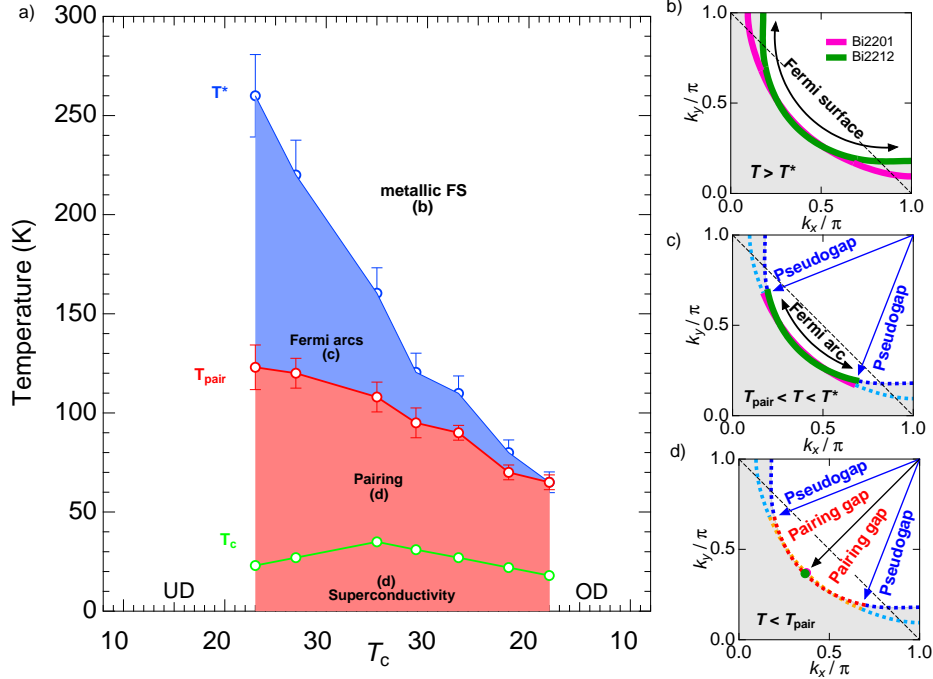 a)
300
250
200
150
100
50
0
Temperature (K)
T*
T_pair
T_c
metallic FS
(b)
Fermi arcs
(c)
Pairing
(d)
(d)
Superconductivity
UD
OD
10 20 30 30 20 10
T_c
b)
1.0
0.5
0.0
k_y / π
Bi2201
Bi2212
Fermi surface
T > T*
0.0 0.5 1.0
k_x / π
c)
1.0
0.5
0.0
k_y / π
Pseudogap
Pseudogap
Fermi arc
T_pair < T < T*
0.0 0.5 1.0
k_x / π
d)
1.0
0.5
0.0
k_y/π
Pseudogap
Pairing gap
Pairing gap
Pseudogap
T < T_pair
0.0 0.5 1.0
k_x / π